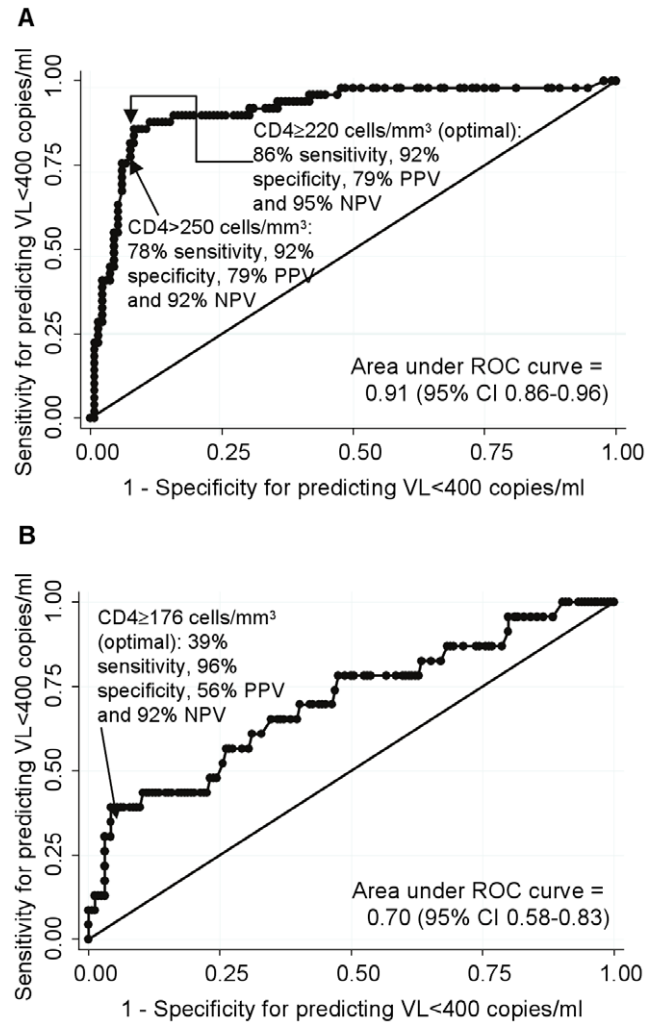 A
Sensitivity for predicting VL<400 copies/ml
1.00
0.75
0.50
0.25
0.00
CD4≥220 cells/mm³ (optimal):
86% sensitivity, 92%
specificity, 79% PPV
and 95% NPV
CD4>250 cells/mm³:
78% sensitivity, 92%
specificity, 79% PPV
and 92% NPV
Area under ROC curve =
0.91 (95% CI 0.86-0.96)
0.00 0.25 0.50 0.75 1.00
1 - Specificity for predicting VL<400 copies/ml
B
Sensitivity for predicting VL<400 copies/ml
1.00
0.75
0.50
0.25
0.00
CD4≥176 cells/mm³
(optimal): 39%
sensitivity, 96%
specificity, 56% PPV
and 92% NPV
Area under ROC curve =
0.70 (95% CI 0.58-0.83)
0.00 0.25 0.50 0.75 1.00
1 - Specificity for predicting VL<400 copies/ml